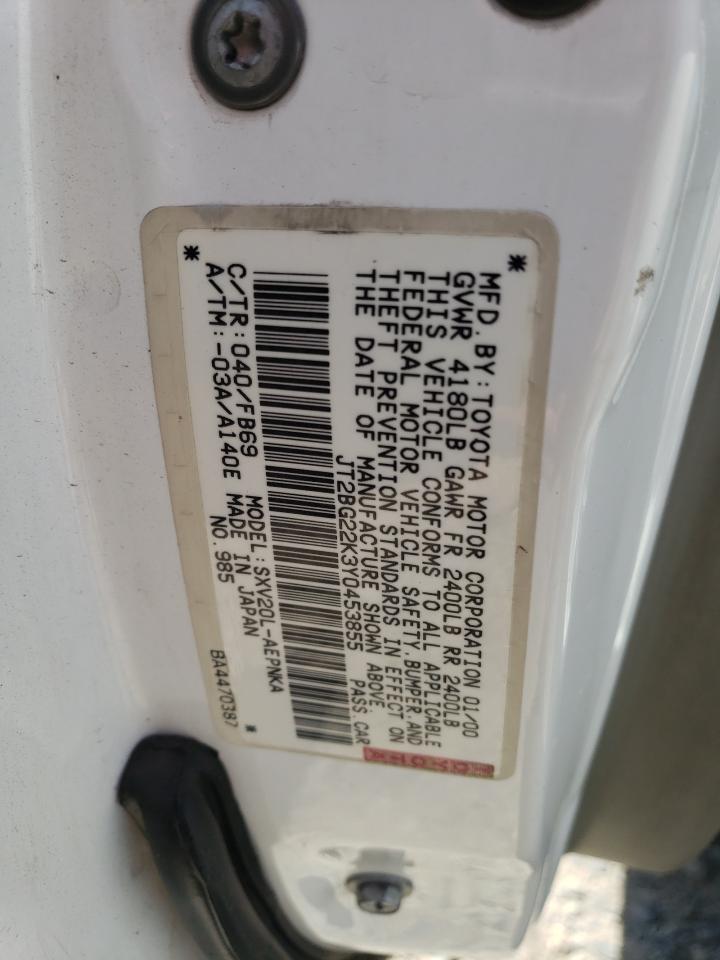 MFD.BY:TOYOTA MOTOR CORPORATION 01/00
GVWR 4180LB GAWR FR 2400LB RR 2400LB
THIS VEHICLE CONFORMS TO ALL APPLICABLE
FEDERAL MOTOR VEHICLE SAFETY,BUMPER,AND
THEFT PREVENTION STANDARDS IN EFFECT ON
THE DATE OF MANUFACTURE SHOWN ABOVE.
JT2BG22K3Y0453855 PASS.CAR
C/TR:040/FB69 MODEL:SXV20L-AEPNKA
A/TM:-03A/A140E MADE IN JAPAN
NO.985
BA4470387